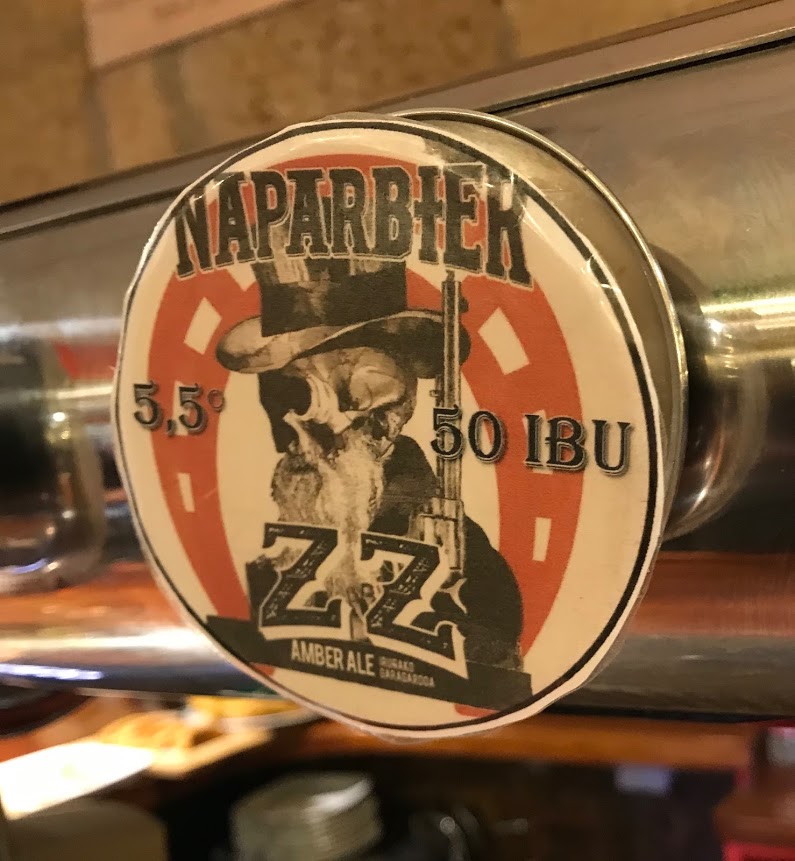 NAPARBIER
5,5°
50 IBU
ZZ
AMBER ALE
IRUÑAKO
GARAGARDOA